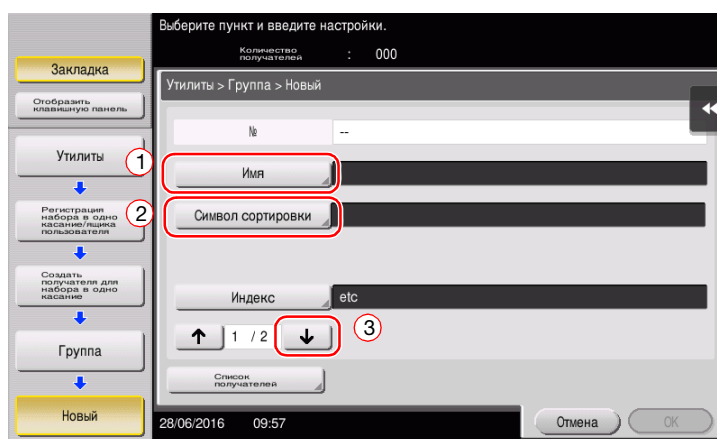 Выберите пункт и введите настройки.
Количество
получателей : 000
Закладка
Отобразить
клавишную панель
Утилиты > Группа > Новый
№ --
Утилиты
1
Имя
Регистрация
набора в одно
касание/ящика
пользователя
2
Символ сортировки
Создать
получателя для
набора в одно
касание
Индекс etc
1 / 2
3
Группа
Список
получателей
Новый
28/06/2016 09:57
Отмена
OK